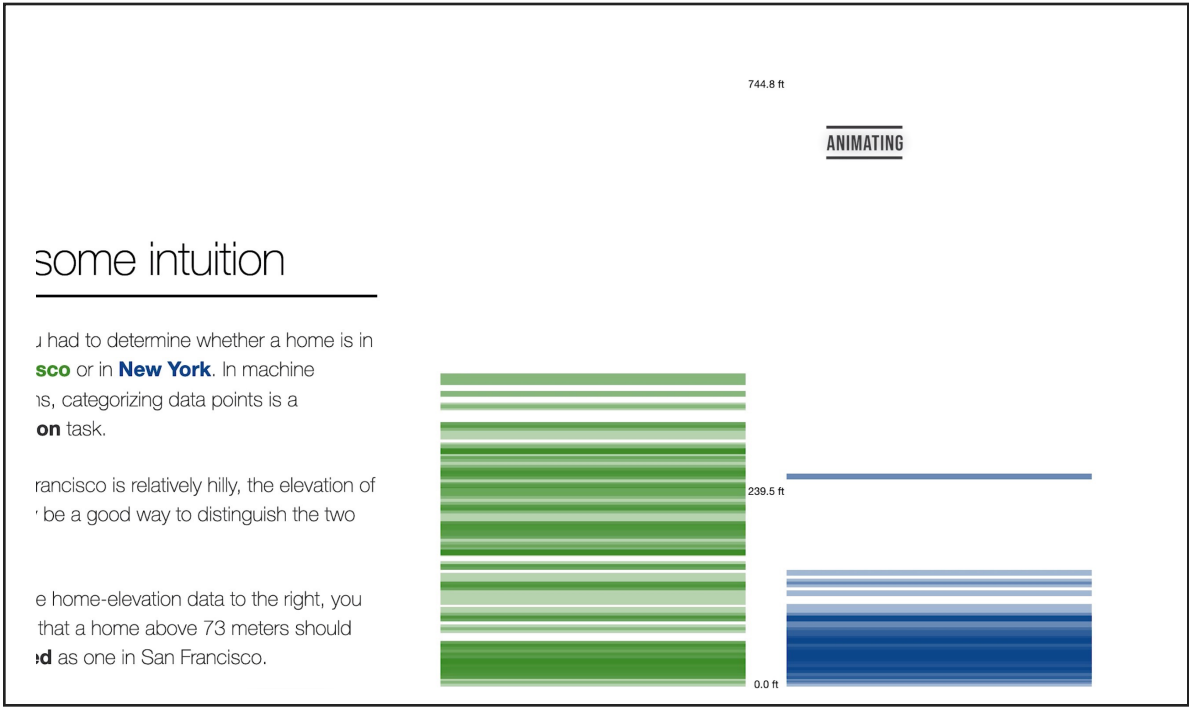 some intuition
u had to determine whether a home is in
sco or in New York. In machine
ns, categorizing data points is a
on task.
rancisco is relatively hilly, the elevation of
be a good way to distinguish the two
e home-elevation data to the right, you
that a home above 73 meters should
ed as one in San Francisco.
744.8 ft
ANIMATING
239.5 ft
0.0 ft